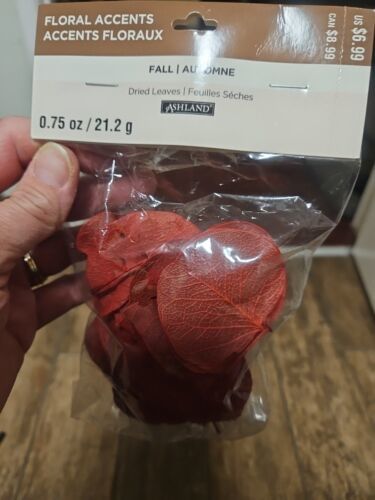 FLORAL ACCENTS
ACCENTS FLORAUX
US $6.99
CAN $8.99
FALL | AUTOMNE
Dried Leaves | Feuilles Séches
ASHLAND
0.75 oz / 21.2 g